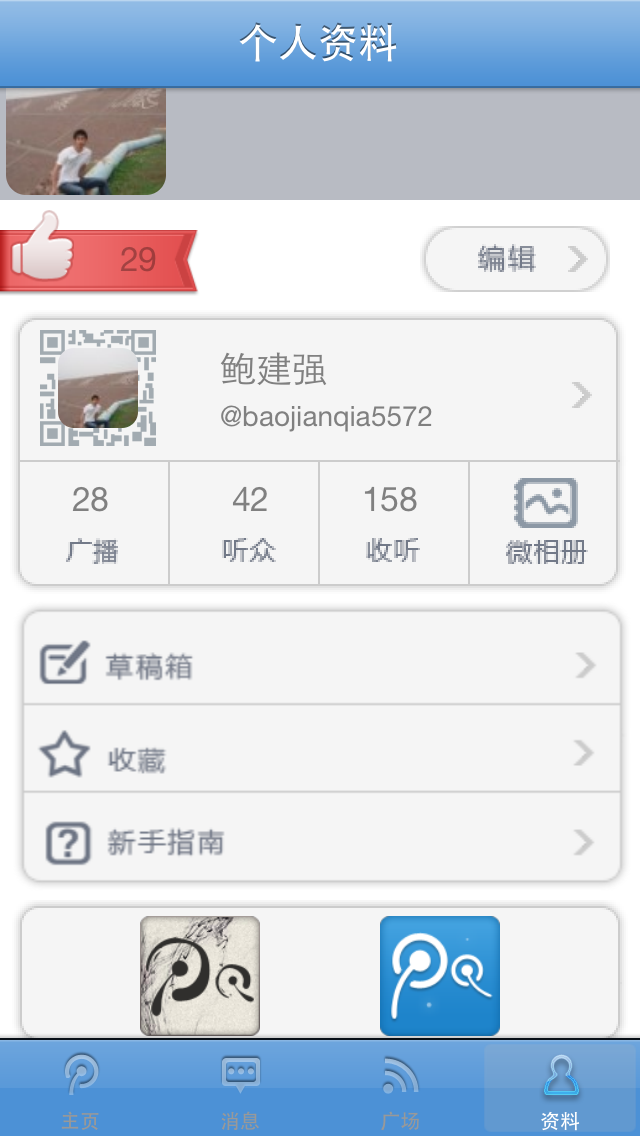 个人资料
29
编辑
鲍建强
@baojianqia5572
28
广播
42
听众
158
收听
微相册
草稿箱
收藏
新手指南
主页
消息
广场
资料